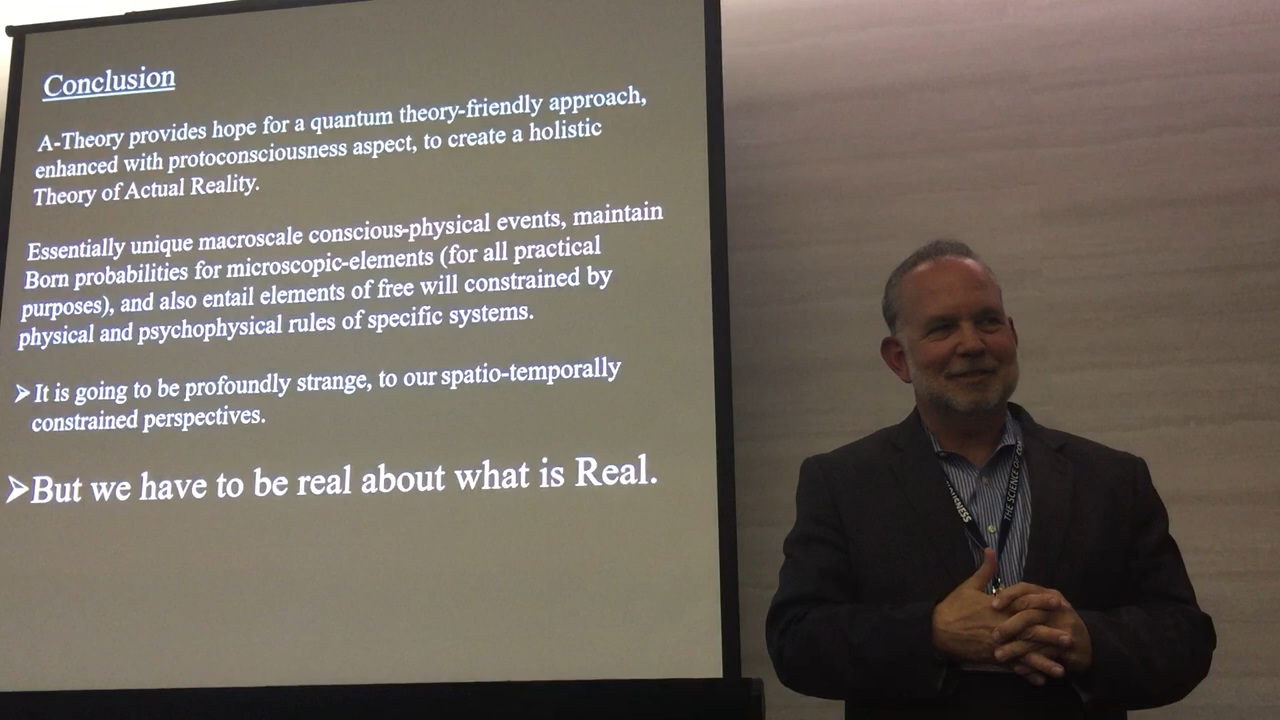 Conclusion
A-Theory provides hope for a quantum theory-friendly approach,
enhanced with protoconsciousness aspect, to create a holistic
Theory of Actual Reality.
Essentially unique macroscale conscious-physical events, maintain
Born probabilities for microscopic-elements (for all practical
purposes), and also entail elements of free will constrained by
physical and psychophysical rules of specific systems.
➢It is going to be profoundly strange, to our spatio-temporally
constrained perspectives.
➢But we have to be real about what is Real.
THE SCIENCE OF